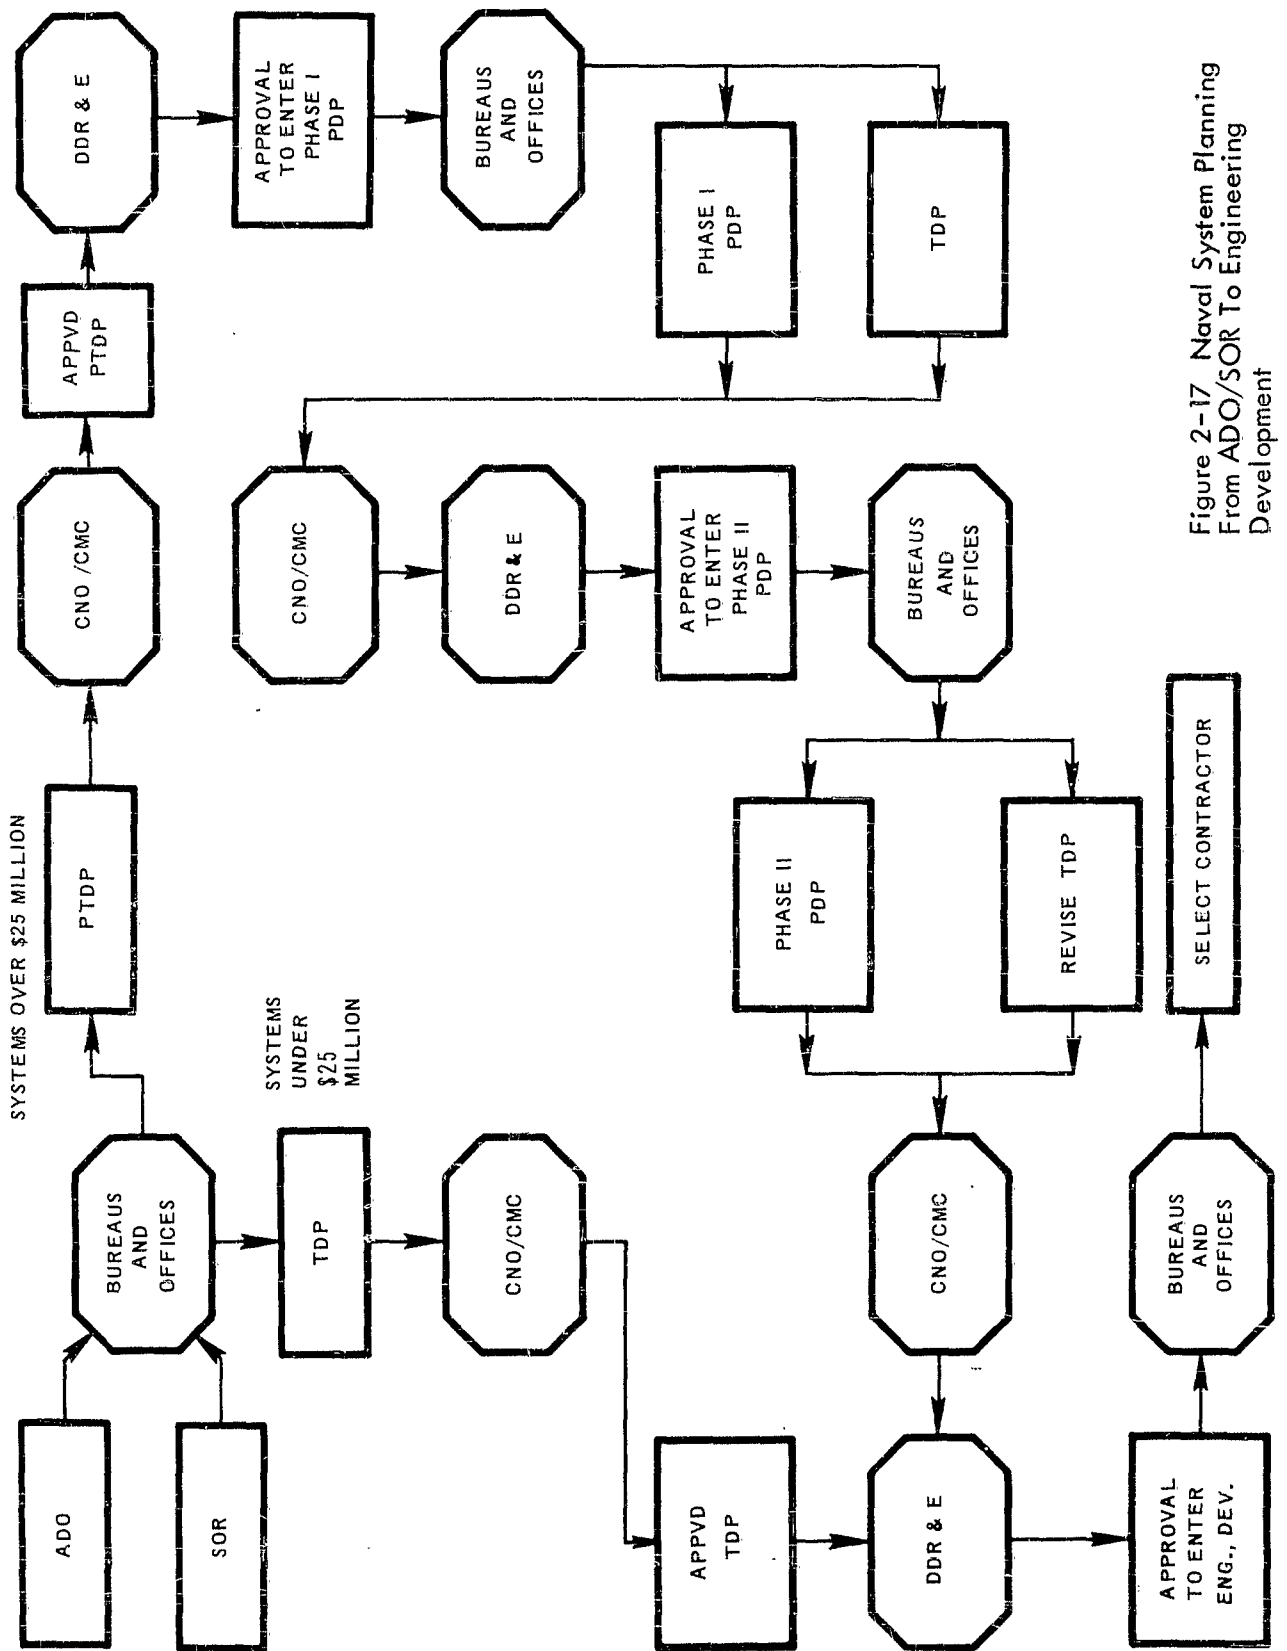 SYSTEMS OVER $25 MILLION
ADO
SOR
BUREAUS
AND
OFFICES
PTDP
CNO/CMC
APPVD
PTDP
DDR & E
APPROVAL
TO ENTER
PHASE I
PDP
BUREAUS
AND
OFFICES
PHASE I
PDP
TDP
SYSTEMS
UNDER
$25
MILLION
TDP
CNO/CMC
APPVD
TDP
CNO/CMC
DDR & E
APPROVAL
TO ENTER
PHASE II
PDP
BUREAUS
AND
OFFICES
PHASE II
PDP
REVISE TDP
CNO/CMC
DDR & E
APPROVAL
TO ENTER
ENG., DEV.
BUREAUS
AND
OFFICES
SELECT CONTRACTOR
Figure 2-17 Naval System Planning
From ADO/SOR To Engineering
Development